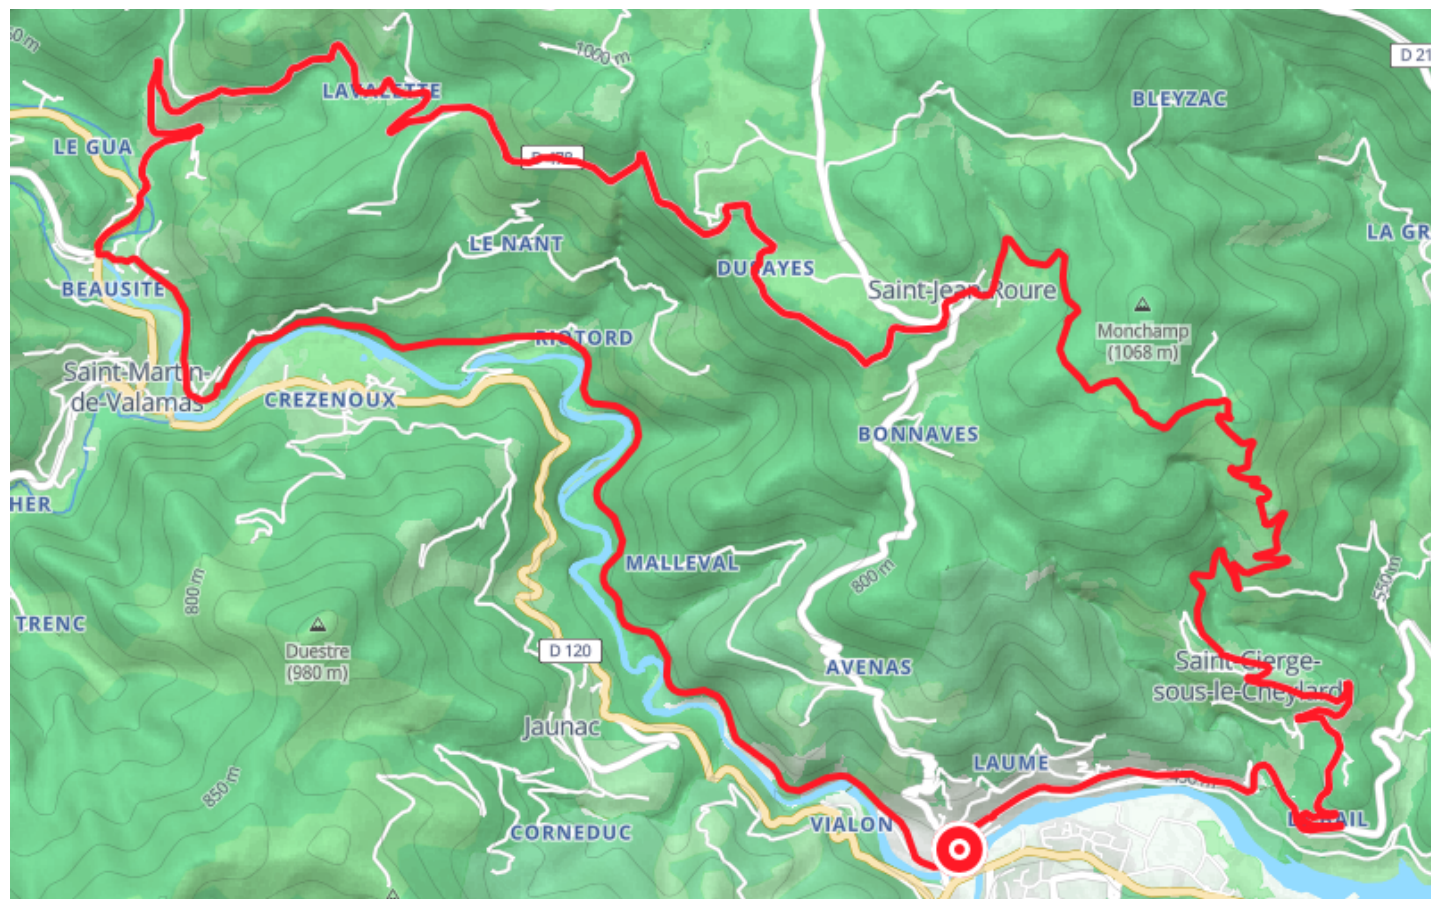 1000 m
D 21
BLEYZAC
LAVALETTE
LE GUA
D 478
LA GR
LE NANT
DUPAYES
BEAUSITE
Saint-Jean-Roure
Monchamp
(1068 m)
RIOTORD
Saint-Martin-
de-Valamas
CREZENOUX
BONNAVES
HER
MALLEVAL
800 m
550 m
800 m
TRENC
Duestre
(980 m)
D 120
AVENAS
Saint-Cierge-
sous-le-Cheylard
Jaunac
LAUME
850 m
450 m
VIALON
CORNEDUC